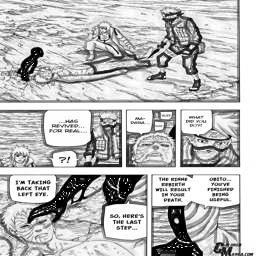 WHAT
DID YOU
DO?!
MA-
DARA...
...HAS
REVIVED...
FOR REAL...
?!
OBITO...
YOU'VE
FINISHED
BEING
USEFUL.
THE RINNE
REBIRTH
WILL RESULT
IN YOUR
DEATH.
SO, HERE'S
THE LAST
STEP...
I'M TAKING
BACK THAT
LEFT EYE.